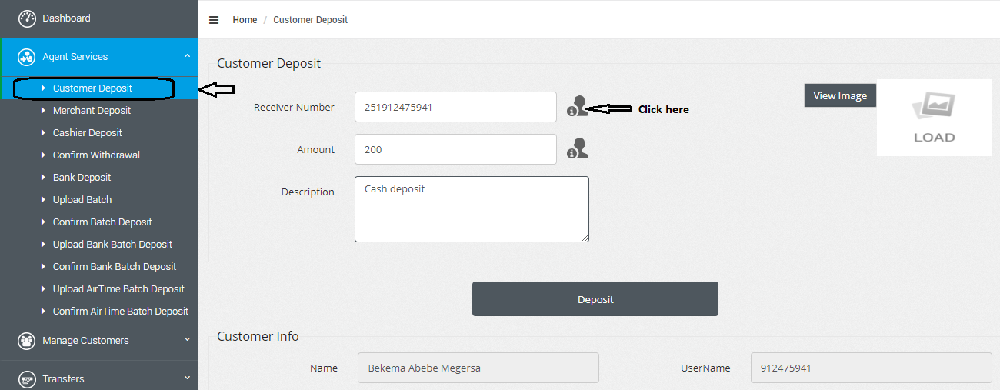 Dashboard
Home / Customer Deposit
Agent Services
Customer Deposit
Merchant Deposit
Cashier Deposit
Confirm Withdrawal
Bank Deposit
Upload Batch
Confirm Batch Deposit
Upload Bank Batch Deposit
Confirm Bank Batch Deposit
Upload AirTime Batch Deposit
Confirm AirTime Batch Deposit
Manage Customers
Transfers
Customer Deposit
Receiver Number 251912475941 Click here
View Image
LOAD
Amount 200
Description Cash deposit
Deposit
Customer Info
Name Bekema Abebe Megersa UserName 912475941